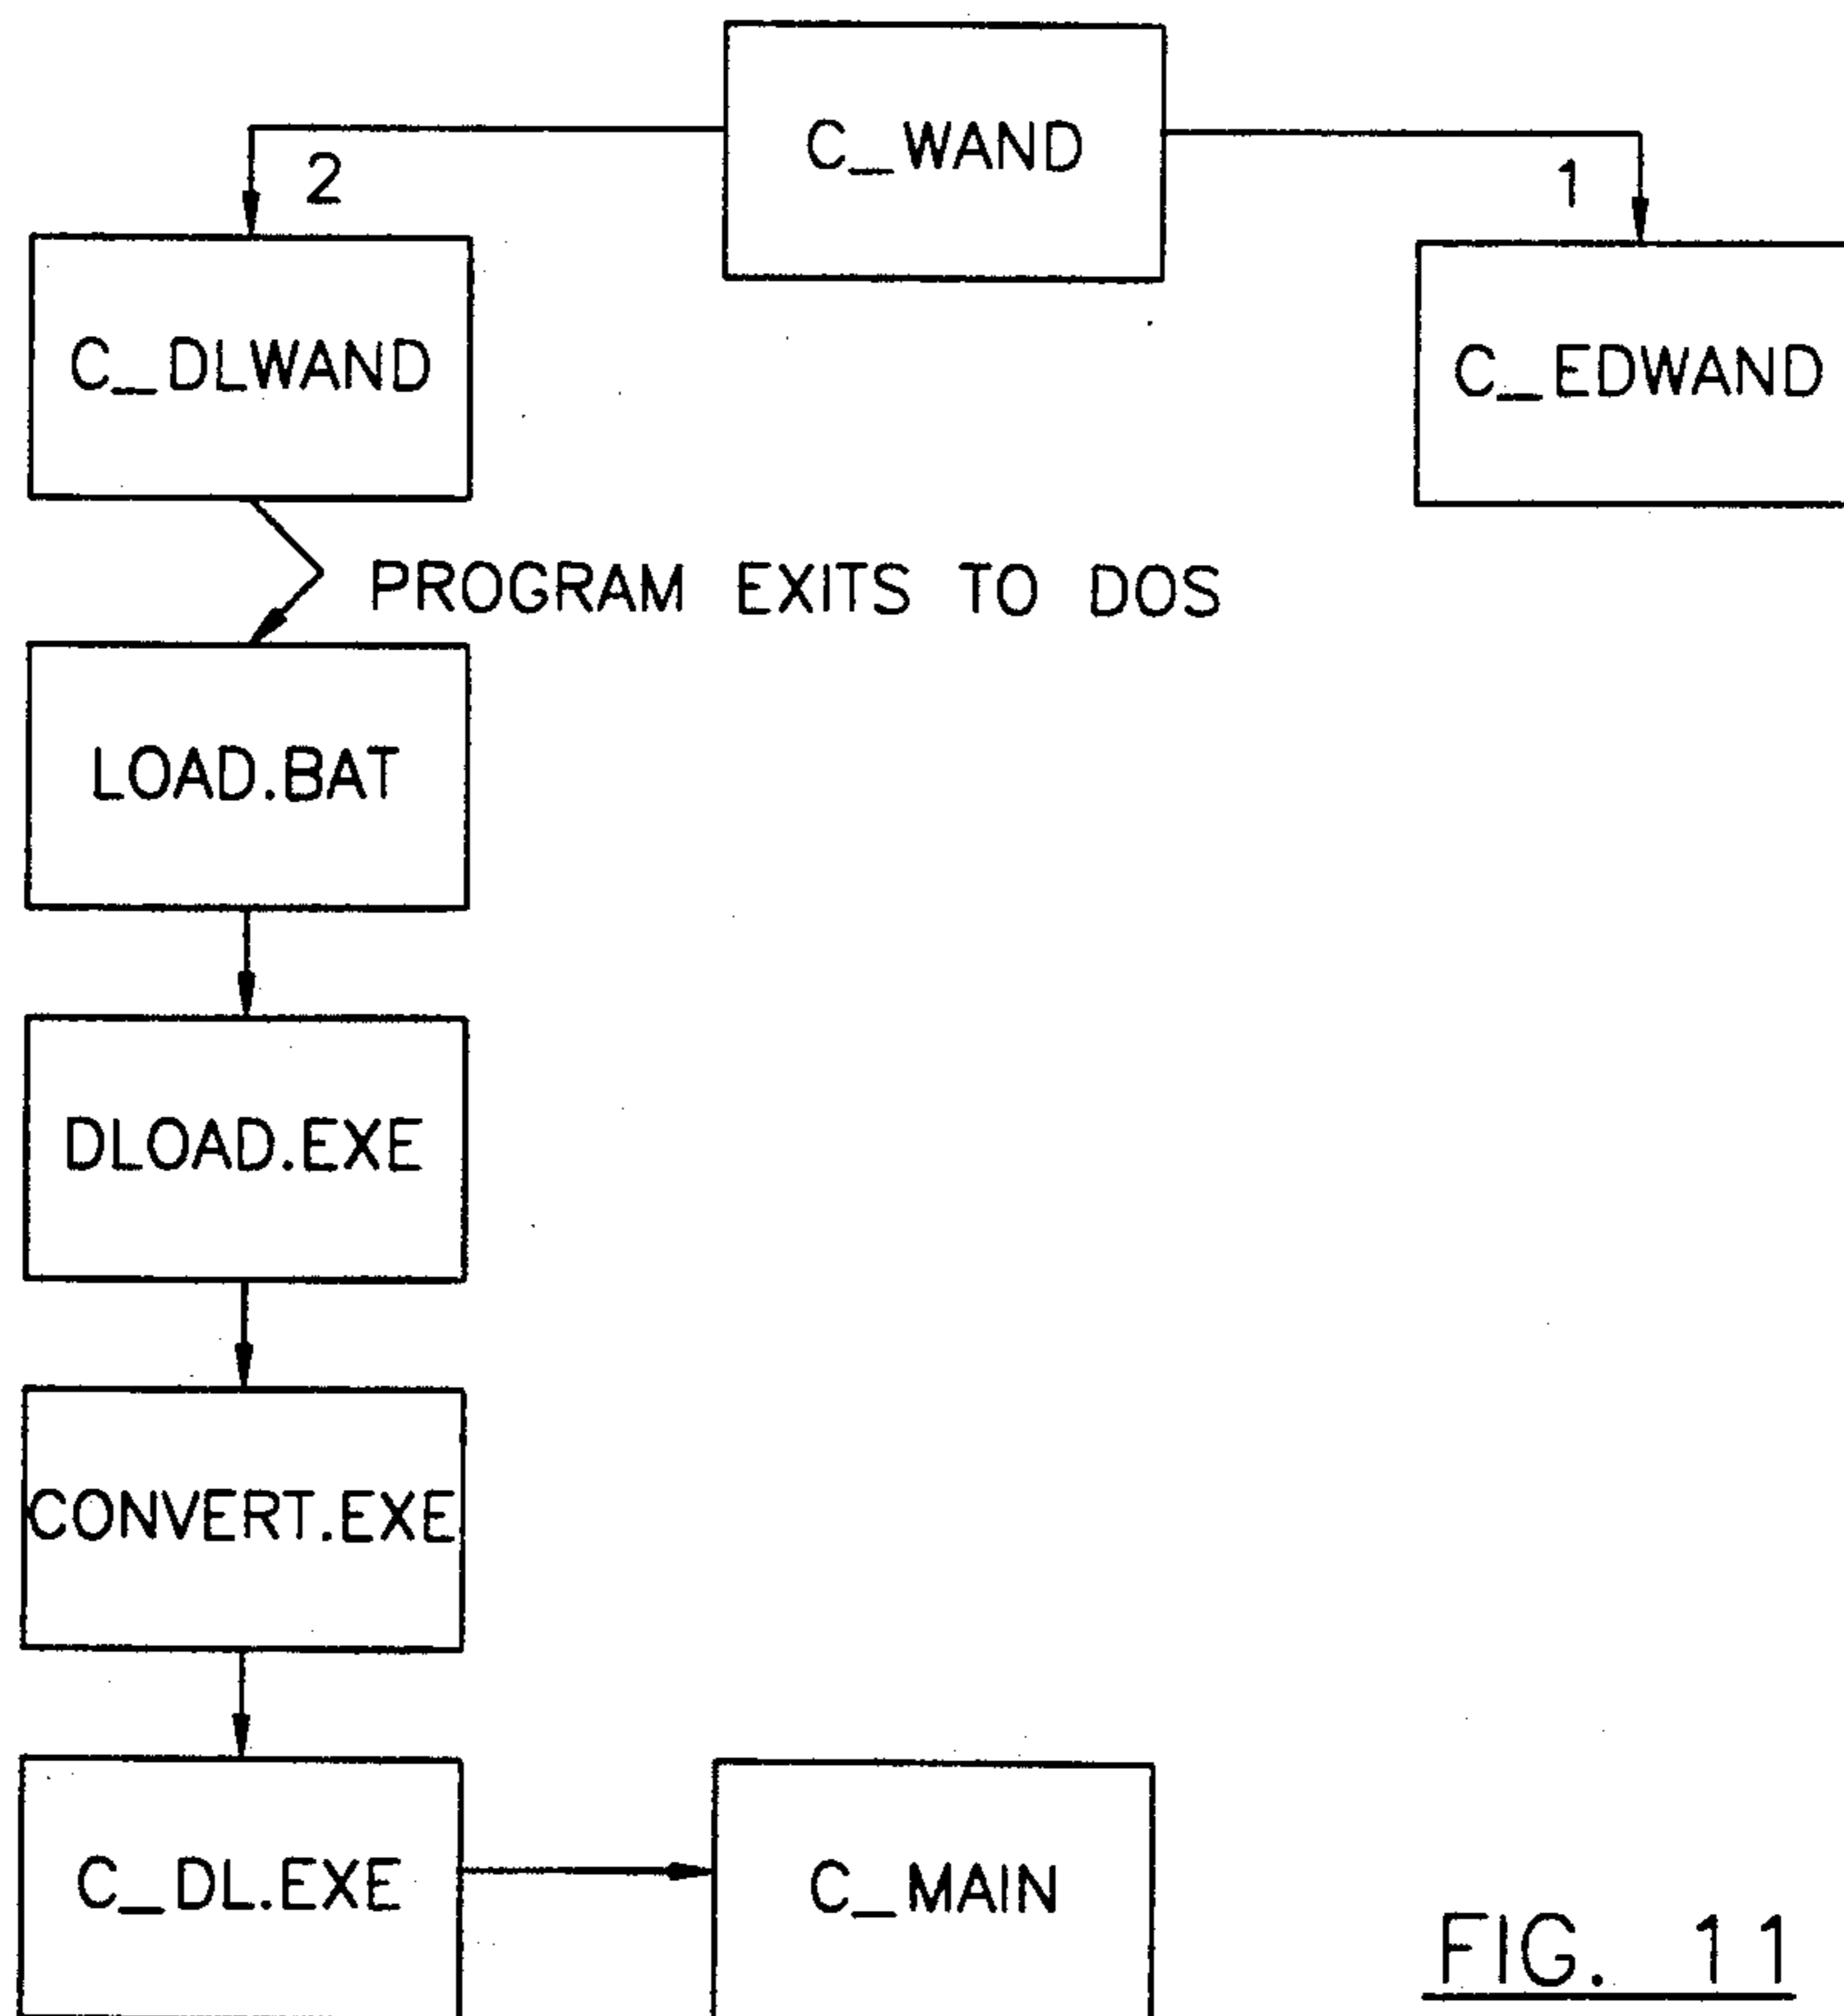 C_WAND
2
1
C_DLWAND
C_EDWAND
PROGRAM EXITS TO DOS
LOAD.BAT
DLOAD.EXE
CONVERT.EXE
C_DL.EXE
C_MAIN
FIG. 11